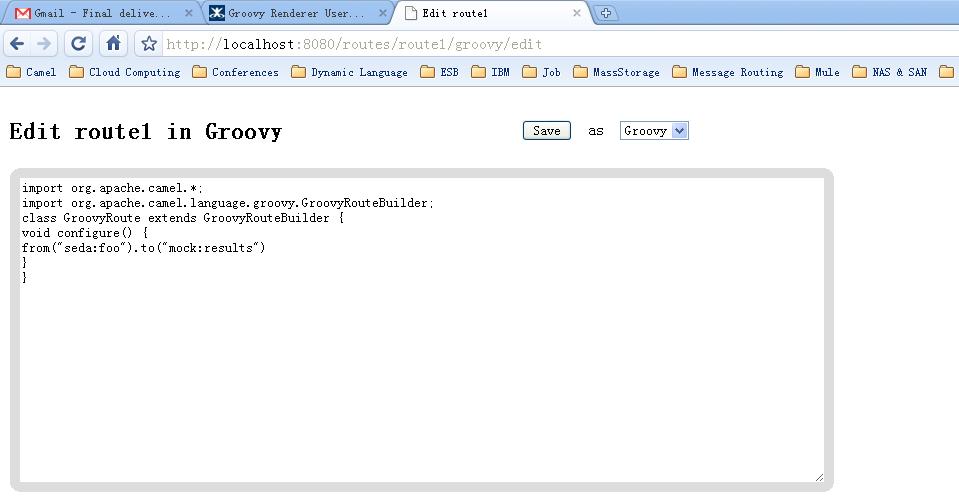 Gmail - Final delive... Groovy Renderer User... Edit route1
http://localhost:8080/routes/route1/groovy/edit
Camel Cloud Computing Conferences Dynamic Language ESB IBM Job MassStorage Message Routing Mule NAS & SAN
Edit route1 in Groovy Save as Groovy
import org.apache.camel.*;
import org.apache.camel.language.groovy.GroovyRouteBuilder;
class GroovyRoute extends GroovyRouteBuilder {
void configure() {
from("seda:foo").to("mock:results")
}
}